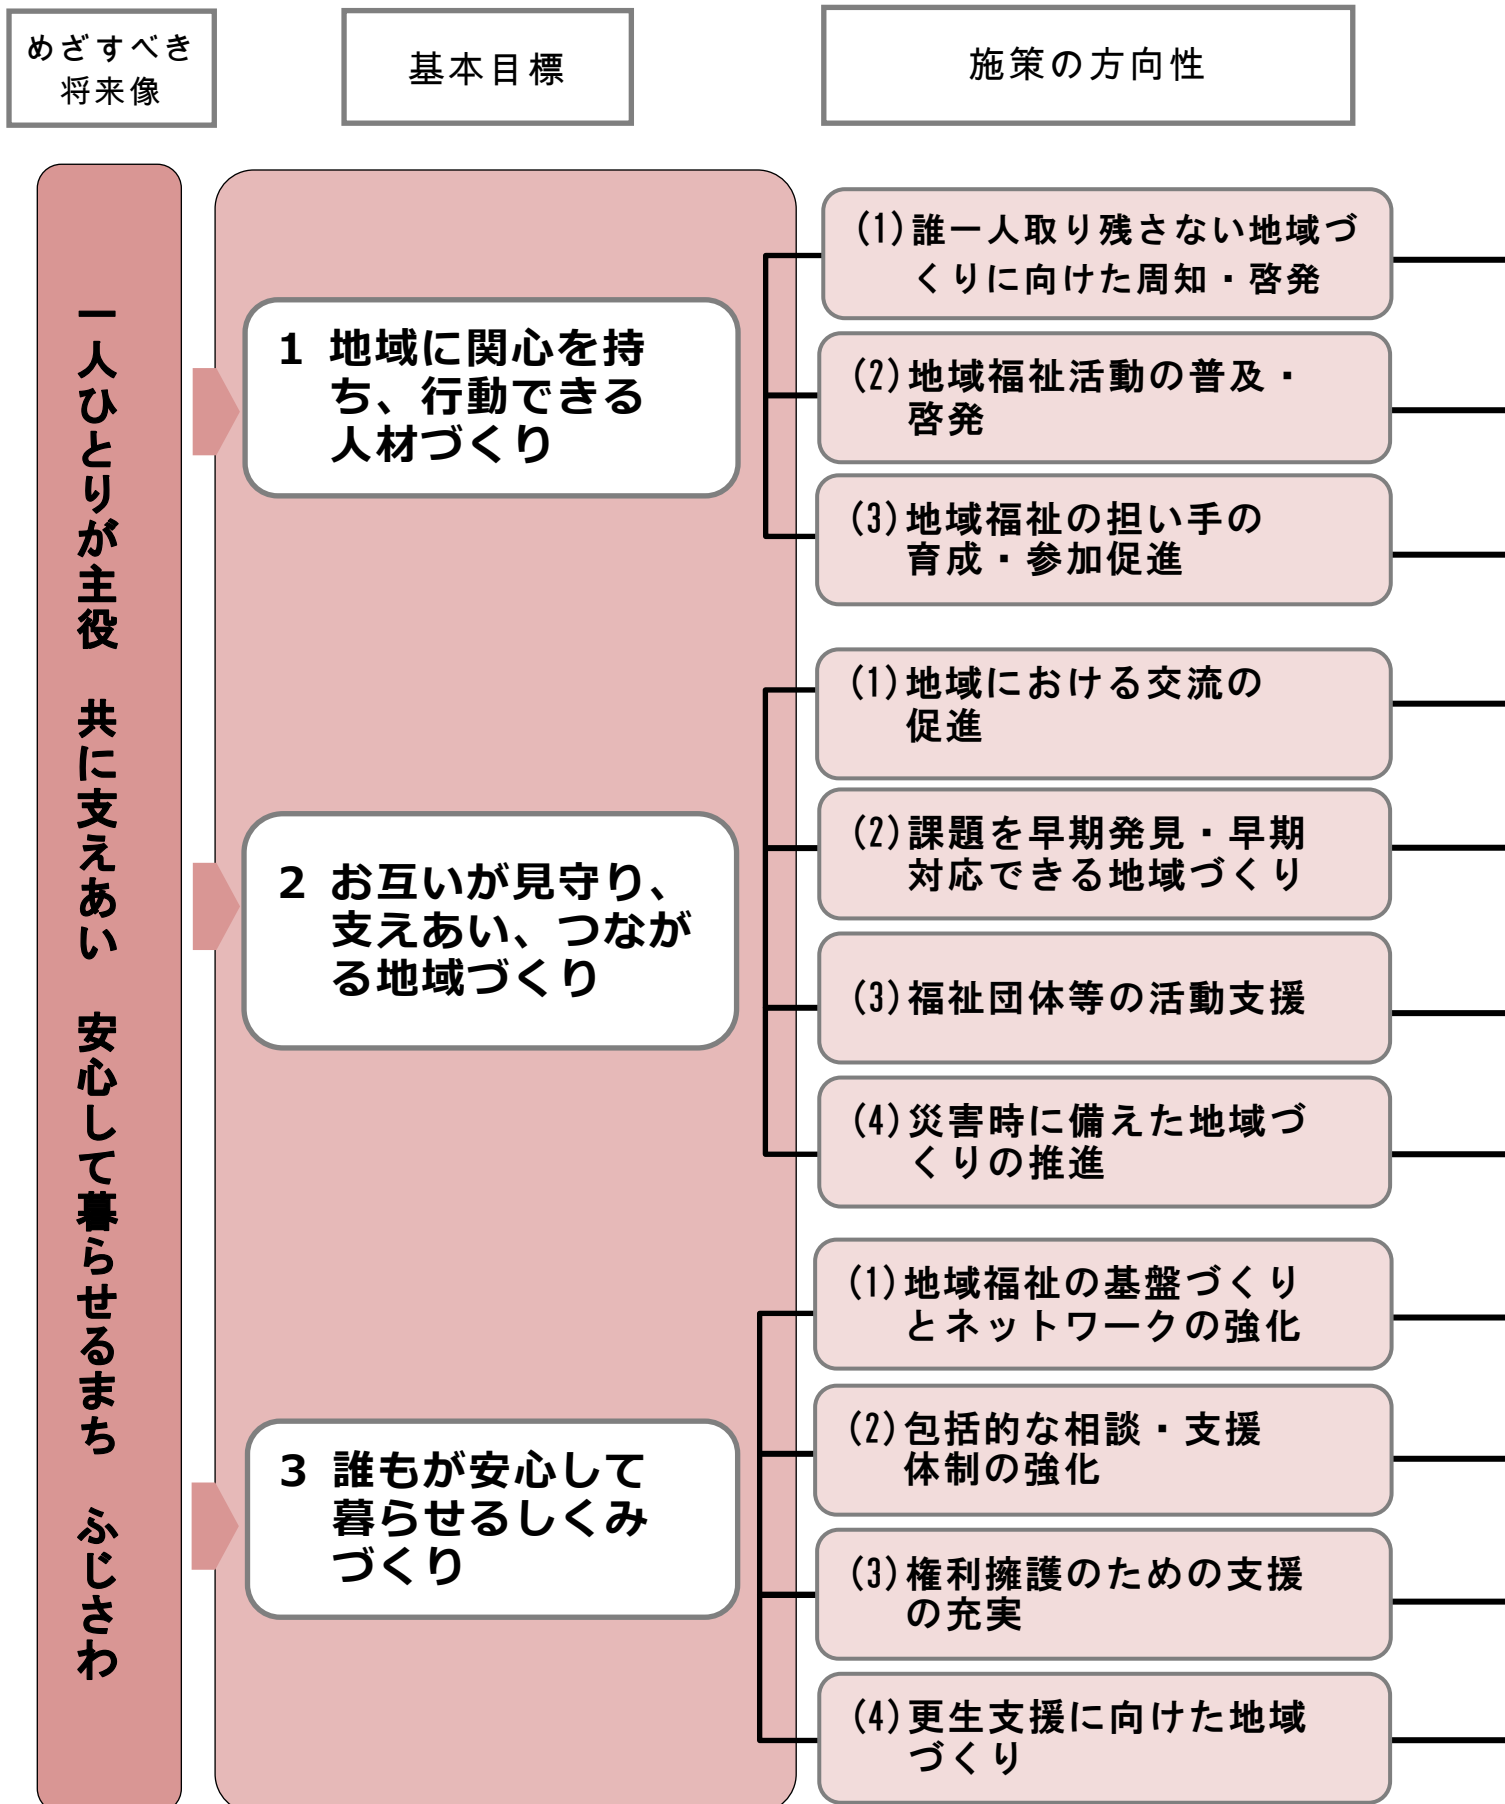 めざすべき
将来像
基本目標
施策の方向性
一人ひとりが主役　共に支えあい　安心して暮らせるまち　ふじさわ
1 地域に関心を持
ち、行動できる
人材づくり
(1)誰一人取り残さない地域づ
くりに向けた周知・啓発
(2)地域福祉活動の普及・
啓発
(3)地域福祉の担い手の
育成・参加促進
2 お互いが見守り、
支えあい、つなが
る地域づくり
(1)地域における交流の
促進
(2)課題を早期発見・早期
対応できる地域づくり
(3)福祉団体等の活動支援
(4)災害時に備えた地域づ
くりの推進
3 誰もが安心して
暮らせるしくみ
づくり
(1)地域福祉の基盤づくり
とネットワークの強化
(2)包括的な相談・支援
体制の強化
(3)権利擁護のための支援
の充実
(4)更生支援に向けた地域
づくり